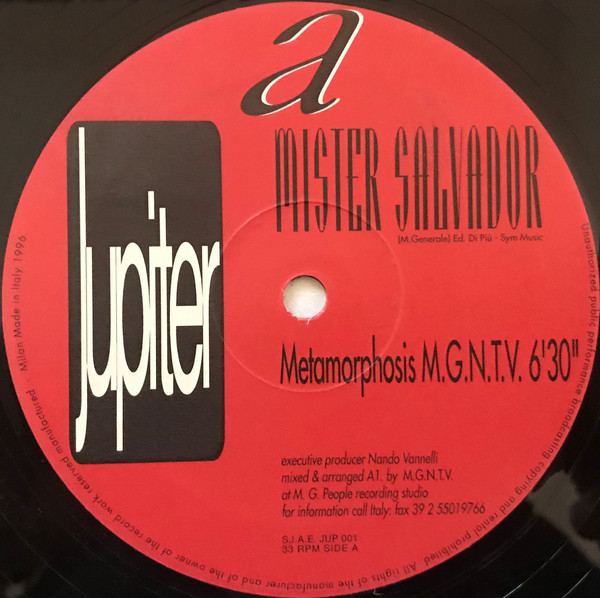 a
Jupiter
MISTER SALVADOR
(M.Generale) Ed. Di Più - Sym Music
Metamorphosis M.G.N.T.V. 6'30"
executive producer Nando Vannelli
mixed & arranged A1. by M.G.N.T.V.
at M. G. People recording studio
for information call Italy: fax 39 2 55019766
S.I.A.E. JUP 001
33 RPM SIDE A
Unauthorized public performance broadcasting copying and rental prohibited. All rights of the manufacturer and of the owner of the record work reserved manufactured - Milan Made in Italy 1996